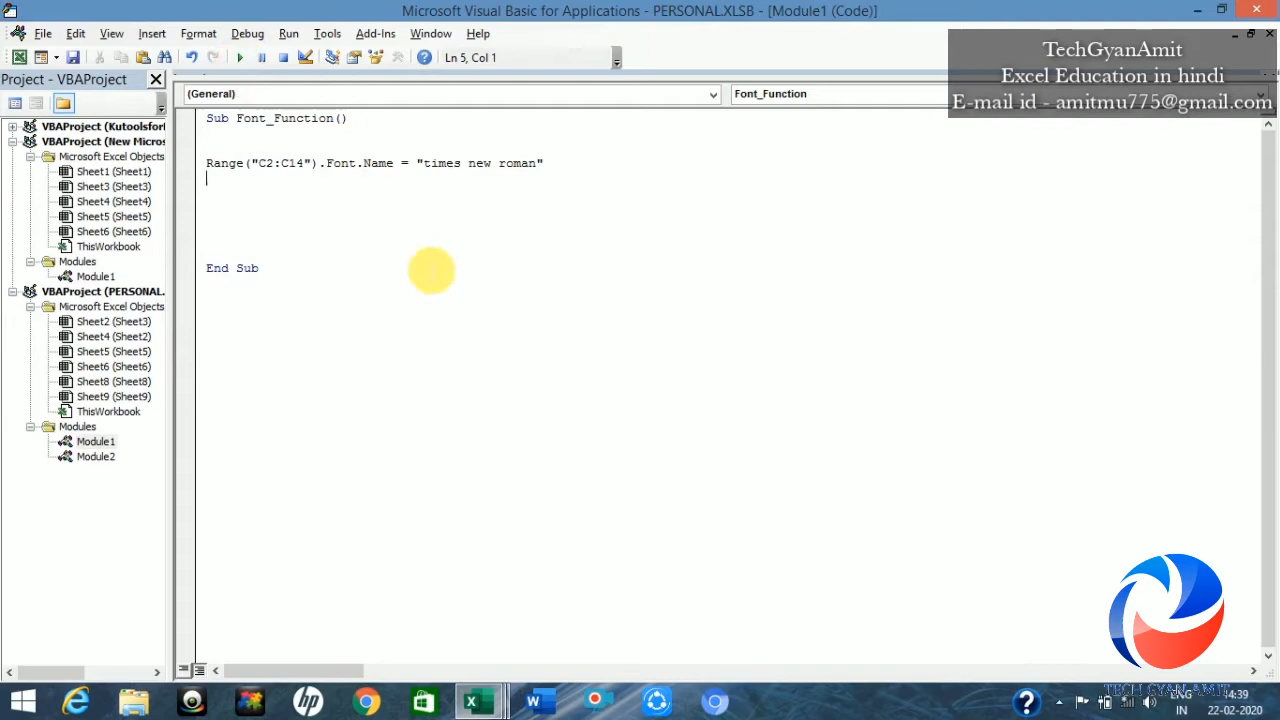 Microsoft Visual Basic for Applications - PERSONAL.XLSB - [Module1 (Code)]
File Edit View Insert Format Debug Run Tools Add-Ins Window Help
Ln 5, Col 1
TechGyanAmit
Excel Education in hindi
E-mail id - amitmu775@gmail.com
Project - VBAProject
(General)
Font_Function
VBAProject (Kutoolsfor
VBAProject (New Micros
Microsoft Excel Objects
Sheet1 (Sheet1)
Sheet3 (Sheet3)
Sheet4 (Sheet4)
Sheet5 (Sheet5)
Sheet6 (Sheet6)
ThisWorkbook
Modules
Module1
VBAProject (PERSONAL.
Microsoft Excel Objects
Sheet2 (Sheet3)
Sheet4 (Sheet2)
Sheet5 (Sheet5)
Sheet6 (Sheet6)
Sheet8 (Sheet8)
Sheet9 (Sheet9)
ThisWorkbook
Modules
Module1
Module2
Sub Font_Function()
Range("C2:C14").Font.Name = "times new roman"
End Sub
TECH GYAN AMIT
ENG
IN
14:39
22-02-2020